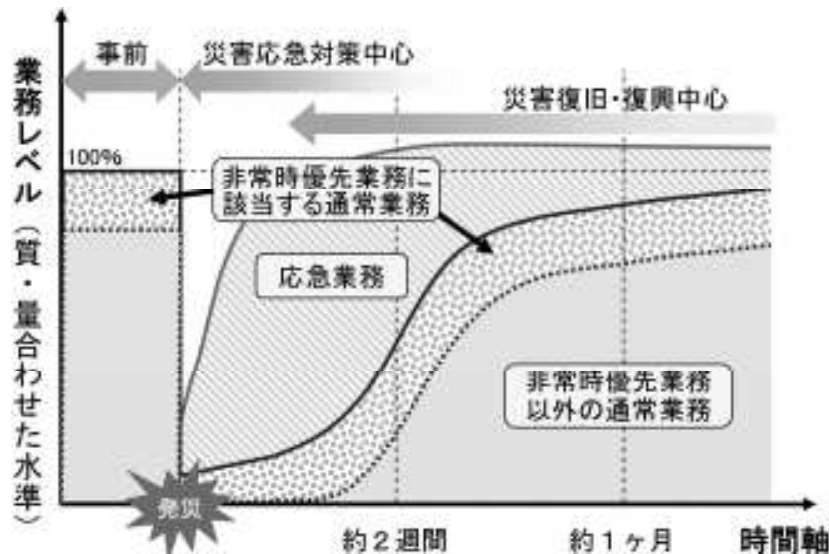 事前
災害応急対策中心
災害復旧・復興中心
業務レベル（質・量合わせた水準）
100%
非常時優先業務に
該当する通常業務
応急業務
非常時優先業務
以外の通常業務
発災
約2週間
約1ヶ月
時間軸